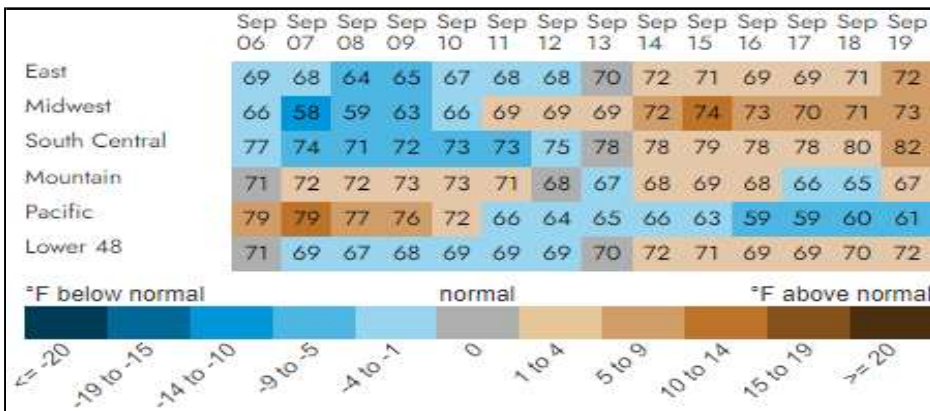 Sep Sep Sep Sep Sep Sep Sep Sep Sep Sep Sep Sep Sep Sep
06 07 08 09 10 11 12 13 14 15 16 17 18 19
East 69 68 64 65 67 68 68 70 72 71 69 69 71 72
Midwest 66 58 59 63 66 69 69 69 72 74 73 70 71 73
South Central 77 74 71 72 73 73 75 78 78 79 78 78 80 82
Mountain 71 72 72 73 73 71 68 67 68 69 68 66 65 67
Pacific 79 79 77 76 72 66 64 65 66 63 59 59 60 61
Lower 48 71 69 67 68 69 69 69 70 72 71 69 69 70 72
°F below normal normal °F above normal
<= -20 -19 to -15 -14 to -10 -9 to -5 -4 to -1 0 1 to 4 5 to 9 10 to 14 15 to 19 >= 20